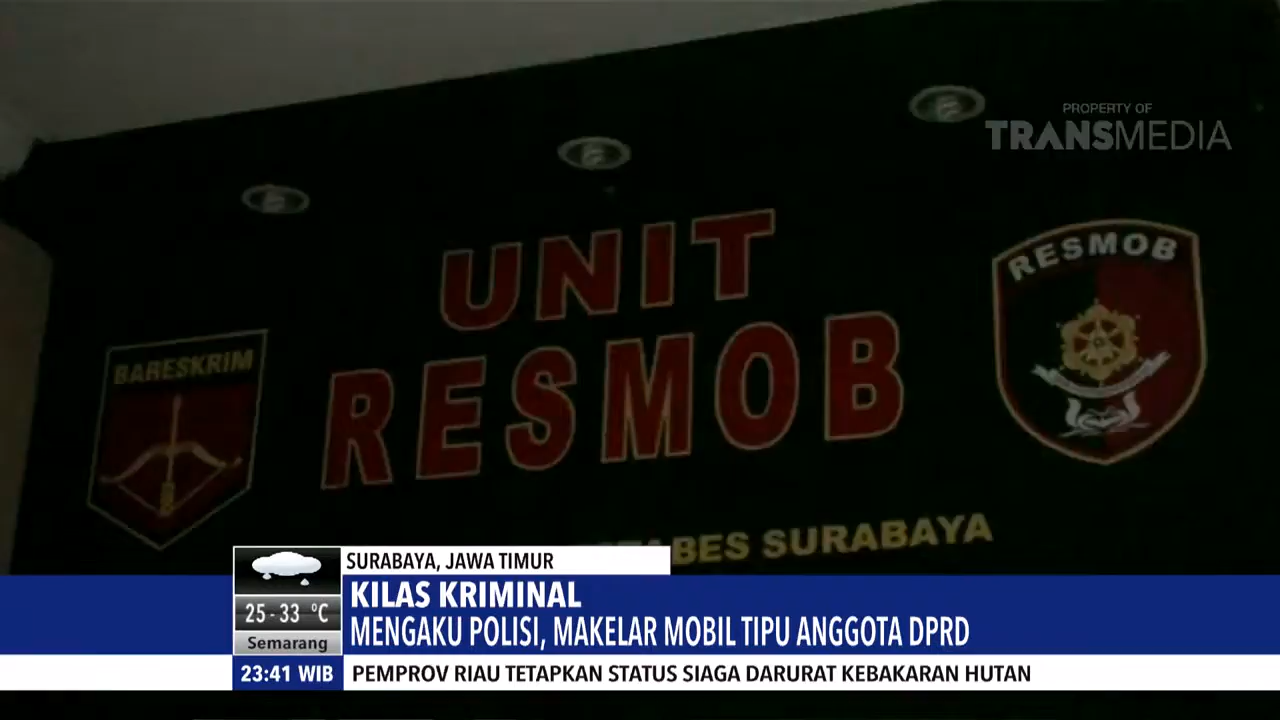 PROPERTY OF
TRANSMEDIA
UNIT
RESMOB
RESMOB
BARESKRIM
SURABAYA
SURABAYA, JAWA TIMUR
KILAS KRIMINAL
MENGAKU POLISI, MAKELAR MOBIL TIPU ANGGOTA DPRD
25 - 33 °C
Semarang
23:41 WIB
PEMPROV RIAU TETAPKAN STATUS SIAGA DARURAT KEBAKARAN HUTAN